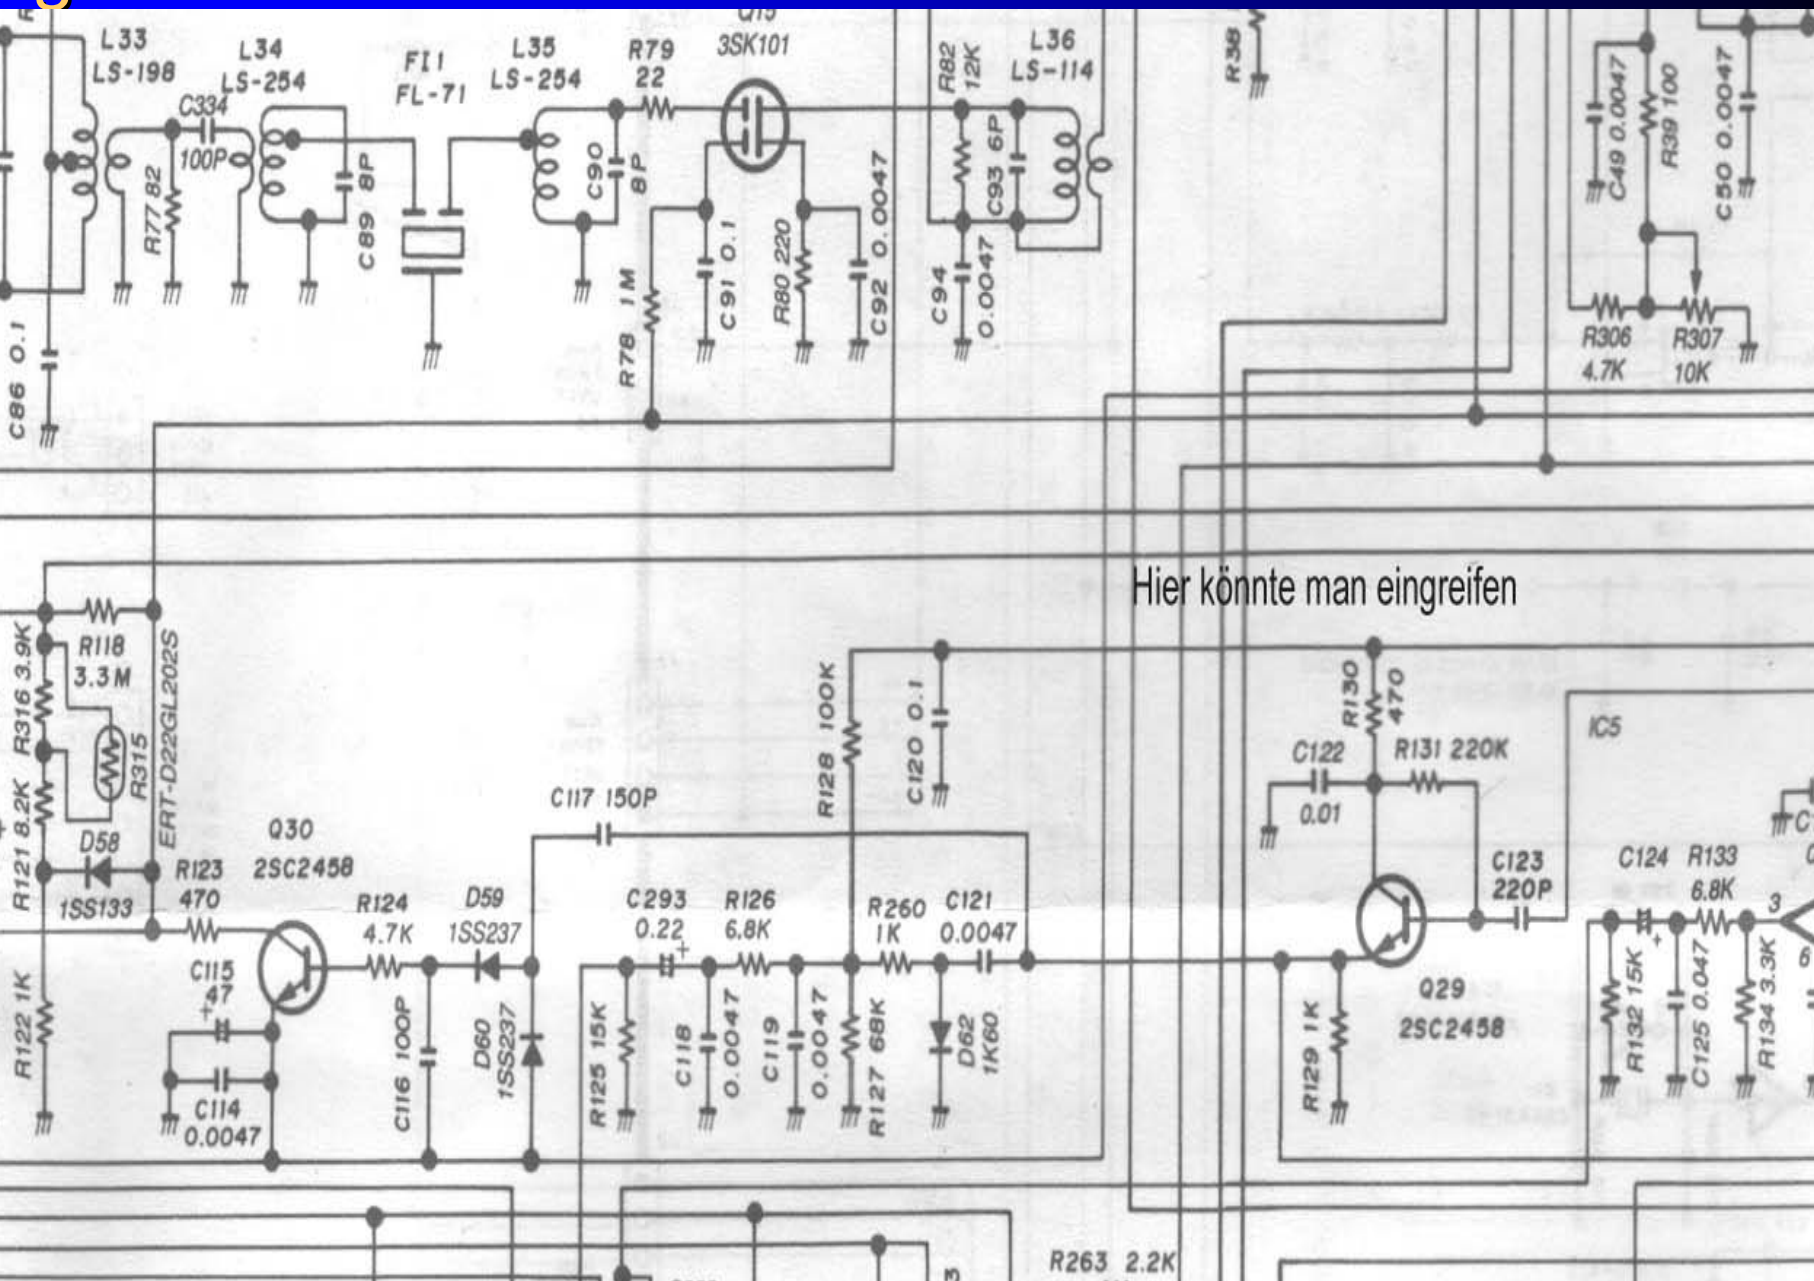 L33
LS-198
L34
LS-254
C334
100P
R77 82
C89 8P
FI1
FL-71
L35
LS-254
C90
8P
R79
22
Q15
3SK101
R78 1M
C91 0.1
R80 220
C92 0.0047
R82
12K
L36
LS-114
C93 6P
C94
0.0047
R38
C49 0.0047
R39 100
C50 0.0047
R306
4.7K
R307
10K
C86 0.1
Hier könnte man eingreifen
R118
3.3M
R316 3.9K
R315
ERT-D22GL202S
R121 8.2K
D58
1SS133
R122 1K
R123
470
Q30
2SC2458
C115
47
+
C114
0.0047
R124
4.7K
C116 100P
D59
1SS237
D60
1SS237
C117 150P
C293
0.22
+
R125 15K
R126
6.8K
C118
0.0047
C119
0.0047
R128 100K
R127 68K
C120 0.1
R260
1K
C121
0.0047
D62
1K60
R130
470
R131 220K
C122
0.01
C123
220P
IC5
Q29
2SC2458
R129 1K
C124
+
R133
6.8K
R132 15K
C125 0.047
R134 3.3K
3
6
R263 2.2K